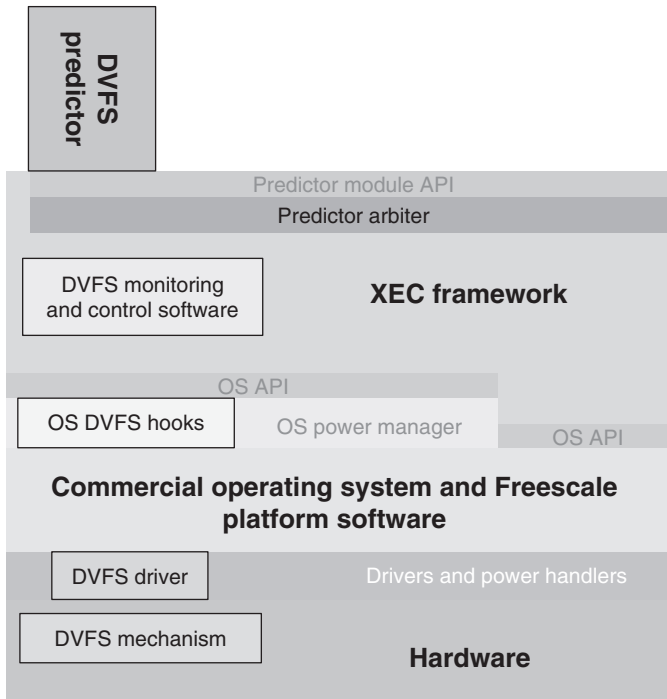 DVFS
predictor
Predictor module API
Predictor arbiter
DVFS monitoring
and control software
XEC framework
OS API
OS DVFS hooks
OS power manager
OS API
Commercial operating system and Freescale
platform software
DVFS driver
Drivers and power handlers
DVFS mechanism
Hardware